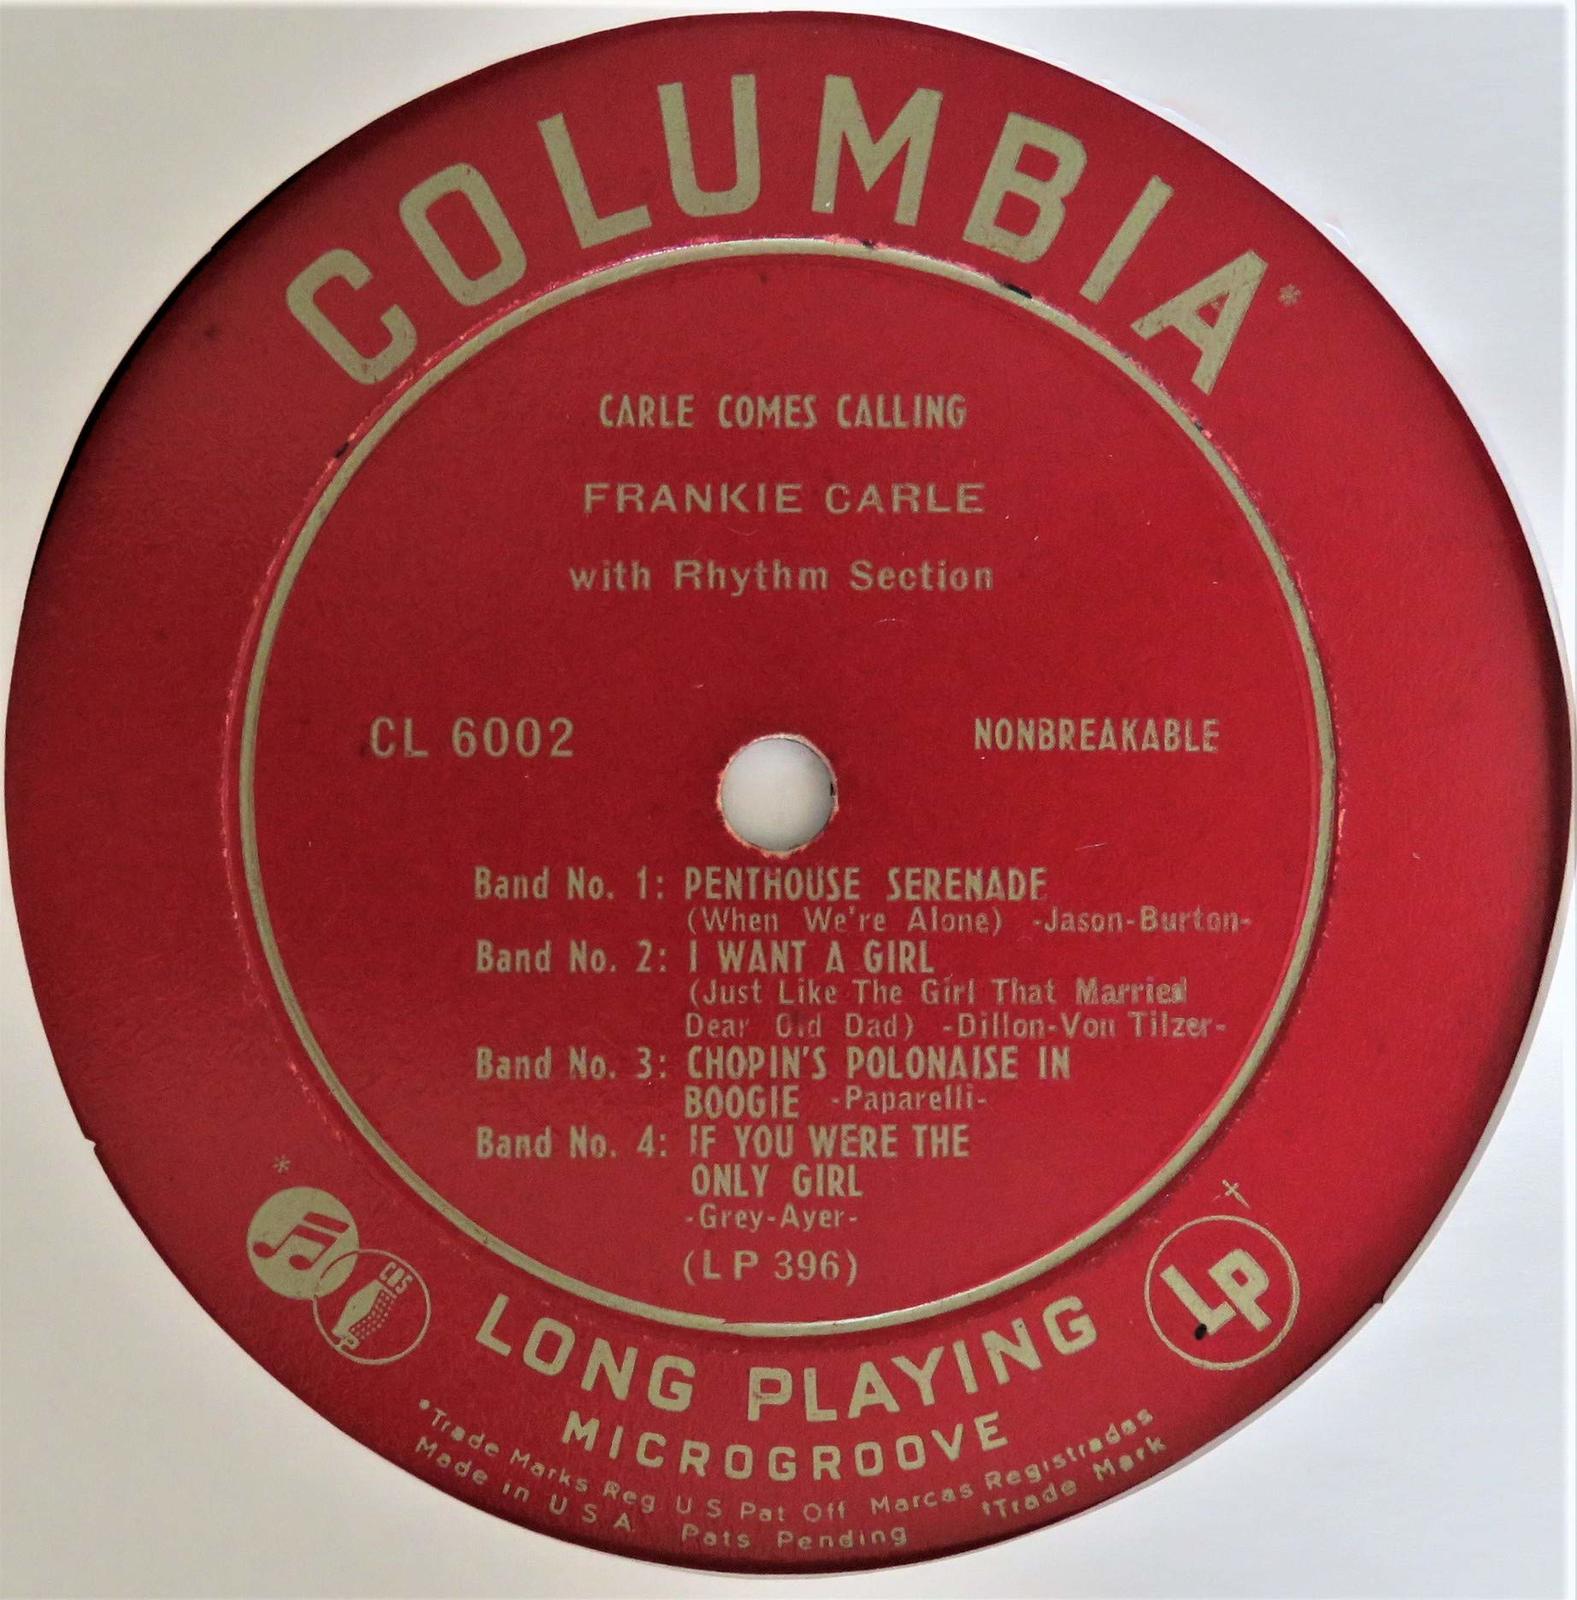 COLUMBIA*
CARLE COMES CALLING
FRANKIE CARLE
with Rhythm Section
CL 6002
NONBREAKABLE
Band No. 1: PENTHOUSE SERENADE
(When We're Alone) -Jason-Burton-
Band No. 2: I WANT A GIRL
(Just Like The Girl That Married
Dear Old Dad) -Dillon-Von Tilzer-
Band No. 3: CHOPIN'S POLONAISE IN
BOOGIE -Paparelli-
Band No. 4: IF YOU WERE THE
ONLY GIRL
-Grey-Ayer-
(LP 396)
*
CBS
†
LP
LONG PLAYING
MICROGROOVE
*Trade Marks Reg U S Pat Off Marcas Registradas
Made in U S A Pats Pending †Trade Mark